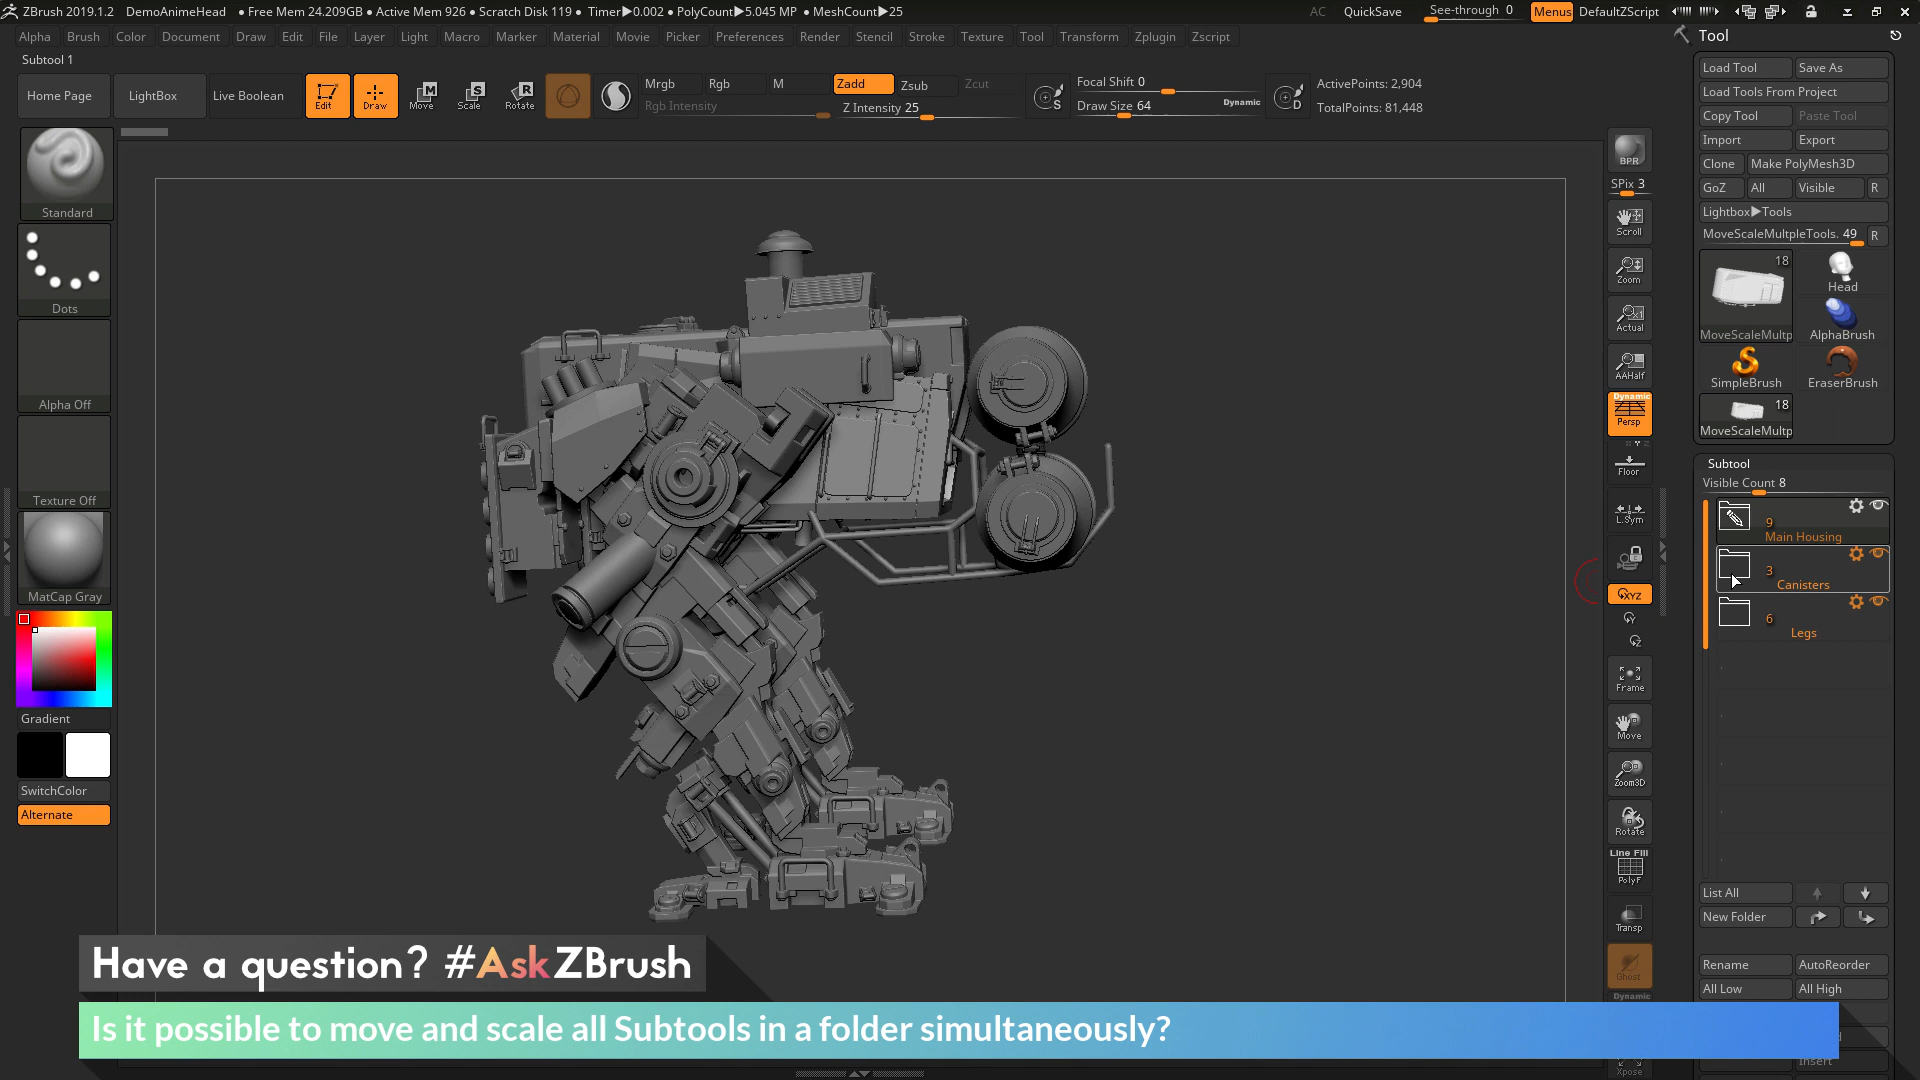 ZBrush 2019.1.2 DemoAnimeHead • Free Mem 24.209GB • Active Mem 926 • Scratch Disk 119 • Timer▶0.002 • PolyCount▶5.045 MP • MeshCount▶25 AC QuickSave See-through 0 Menus DefaultZScript
Alpha Brush Color Document Draw Edit File Layer Light Macro Marker Material Movie Picker Preferences Render Stencil Stroke Texture Tool Transform Zplugin Zscript
Tool
Subtool 1
Home Page LightBox Live Boolean Edit Draw Move Scale Rotate
Mrgb Rgb M Zadd Zsub Zcut
Rgb Intensity Z Intensity 25
Focal Shift 0
Draw Size 64 Dynamic
ActivePoints: 2,904
TotalPoints: 81,448
Load Tool Save As
Load Tools From Project
Copy Tool Paste Tool
Import Export
Clone Make PolyMesh3D
GoZ All Visible R
Lightbox▶Tools
MoveScaleMultpleTools. 49 R
18
MoveScaleMultp
Head
AlphaBrush
SimpleBrush
EraserBrush
18
MoveScaleMultp
Subtool
Visible Count 8
9
Main Housing
3
Canisters
6
Legs
List All
New Folder
Rename AutoReorder
All Low All High
Insert
Standard
Dots
Alpha Off
Texture Off
MatCap Gray
Gradient
SwitchColor
Alternate
BPR
SPix 3
Scroll
Zoom
Actual
AAHalf
Dynamic
Persp
Floor
L.Sym
XYZ
Y
Z
Frame
Move
Zoom3D
Rotate
Line Fill
PolyF
Transp
Ghost
Dynamic
Xpose
Have a question? #AskZBrush
Is it possible to move and scale all Subtools in a folder simultaneously?